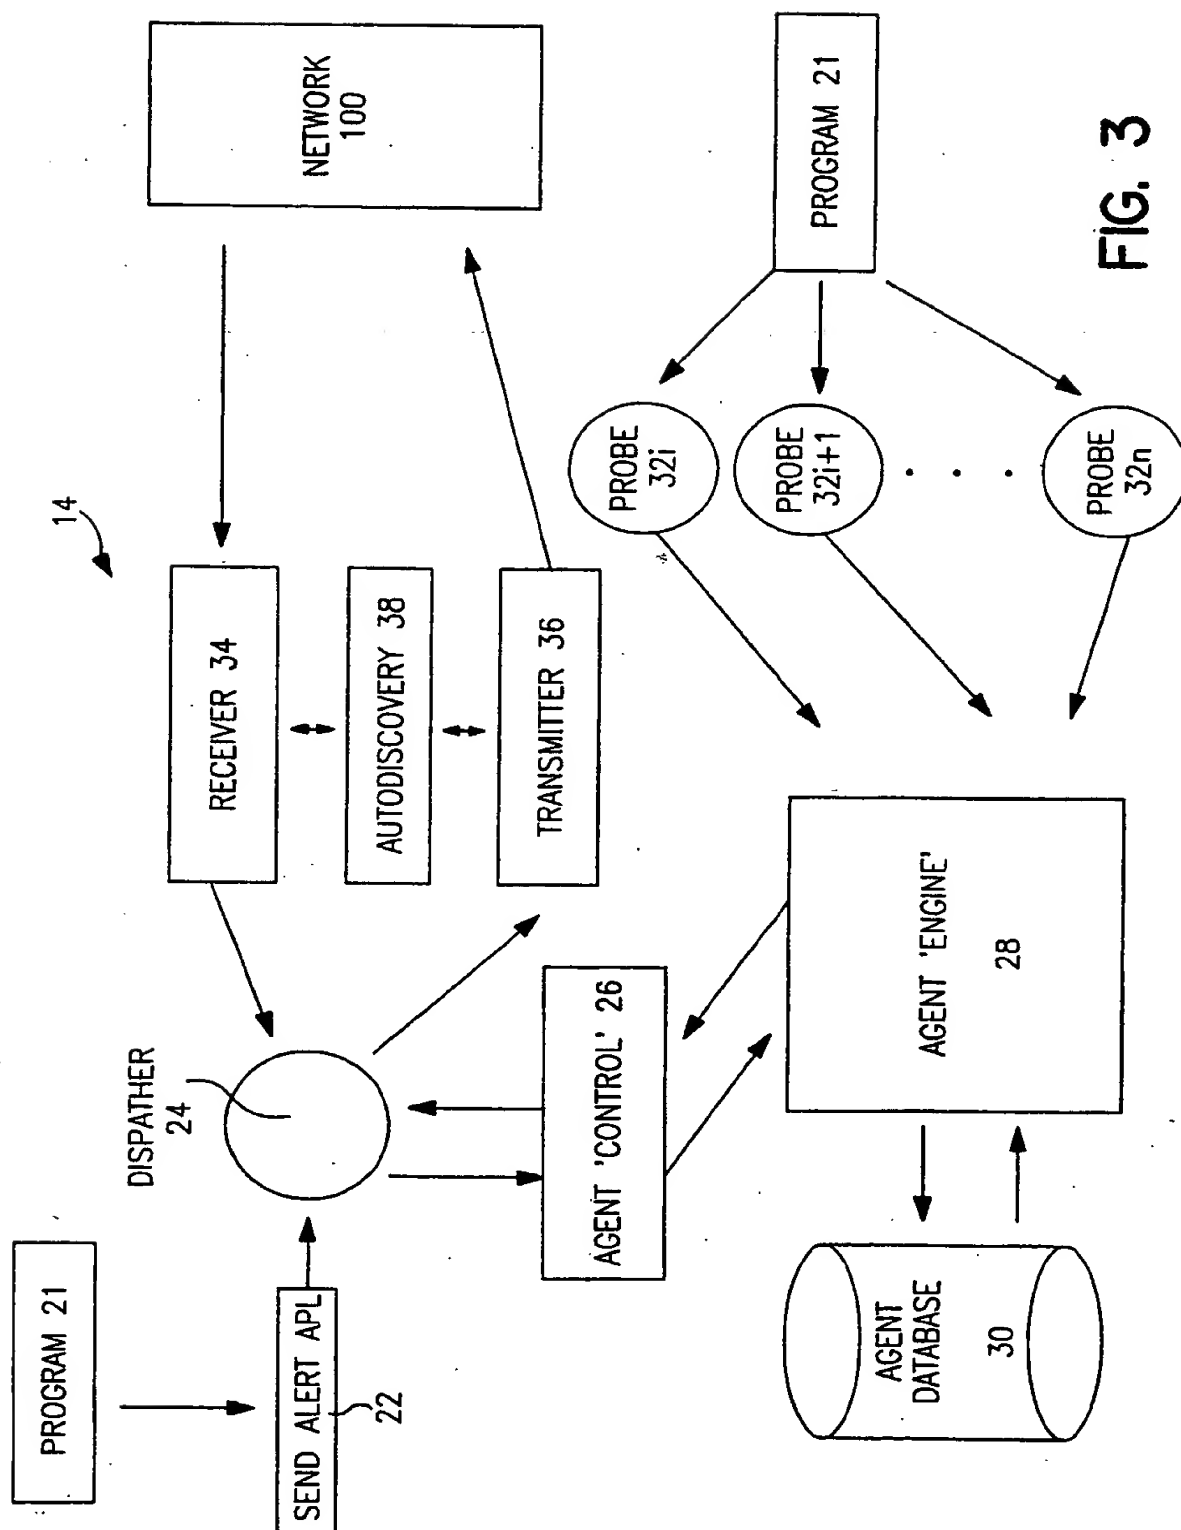 PROGRAM 21
SEND ALERT APL
22
DISPATHER
24
14
RECEIVER 34
AUTODISCOVERY 38
TRANSMITTER 36
NETWORK
100
AGENT 'CONTROL' 26
AGENT
DATABASE
30
AGENT 'ENGINE'
28
PROBE
32i
PROBE
32i+1
PROBE
32n
PROGRAM 21
FIG. 3